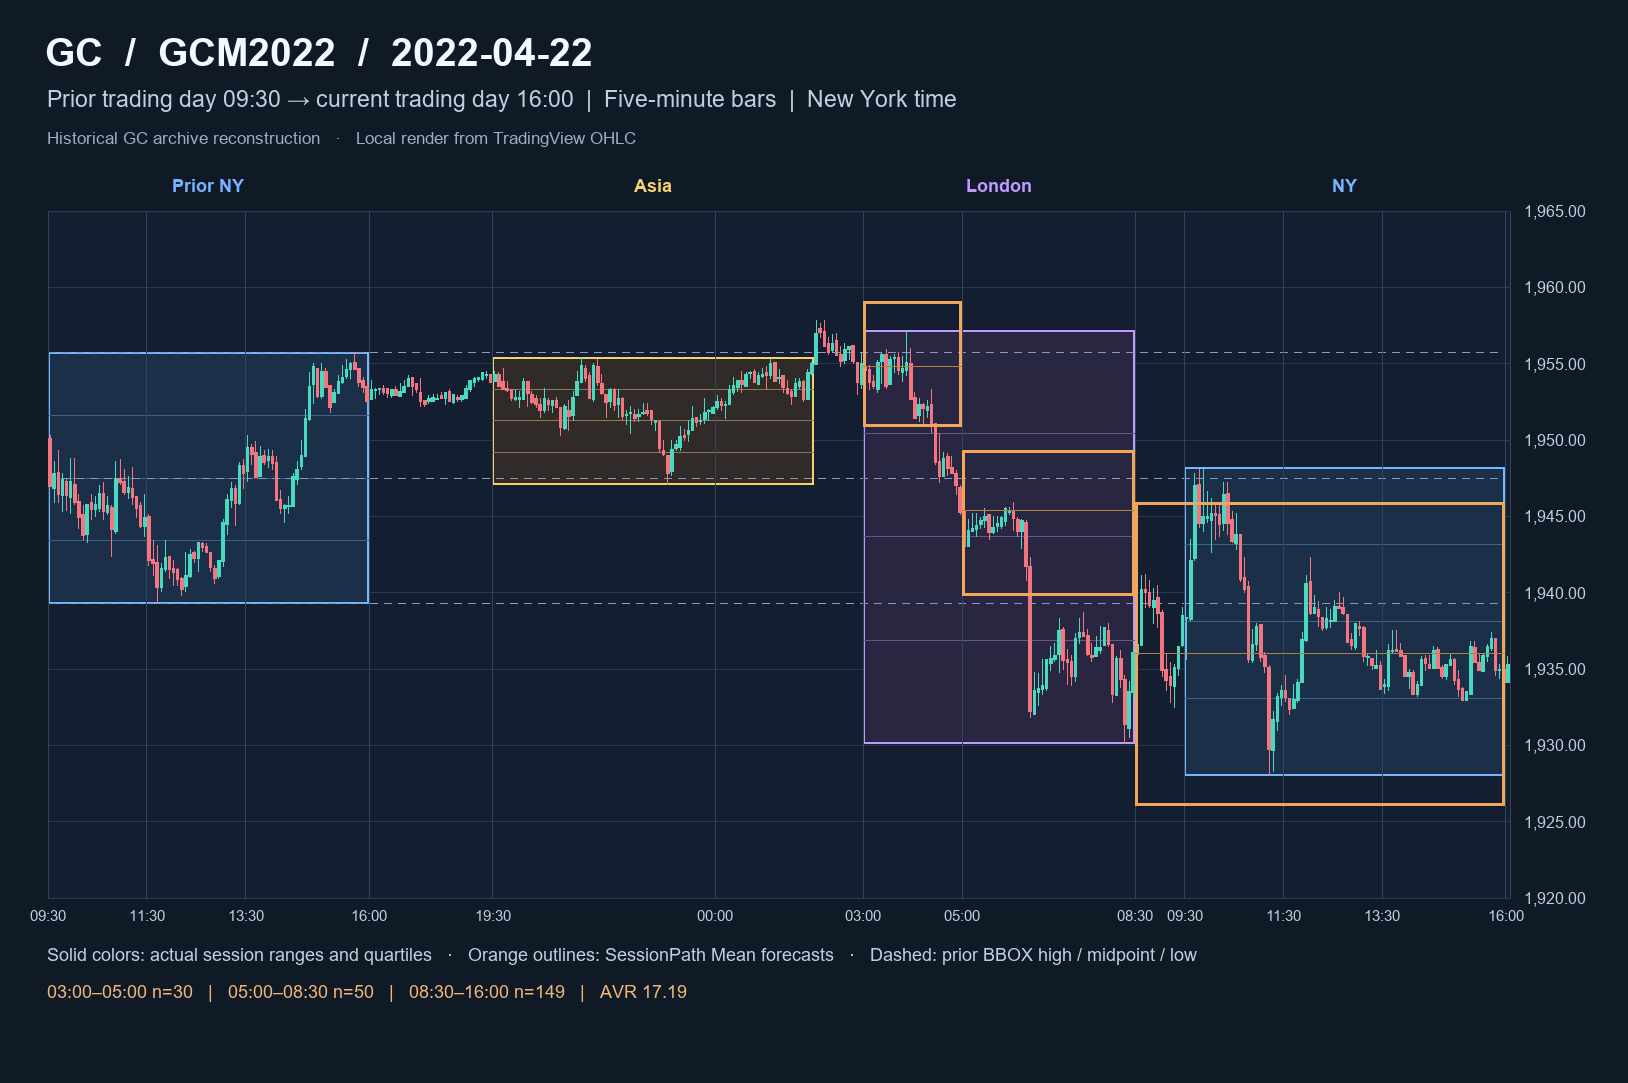 GC / GCM2022 / 2022-04-22
Prior trading day 09:30 → current trading day 16:00 | Five-minute bars | New York time
Historical GC archive reconstruction · Local render from TradingView OHLC
Prior NY Asia London NY
1,965.00
1,960.00
1,955.00
1,950.00
1,945.00
1,940.00
1,935.00
1,930.00
1,925.00
1,920.00
09:30 11:30 13:30 16:00 19:30 00:00 03:00 05:00 08:30 09:30 11:30 13:30 16:00
Solid colors: actual session ranges and quartiles · Orange outlines: SessionPath Mean forecasts · Dashed: prior BBOX high / midpoint / low
03:00–05:00 n=30 | 05:00–08:30 n=50 | 08:30–16:00 n=149 | AVR 17.19